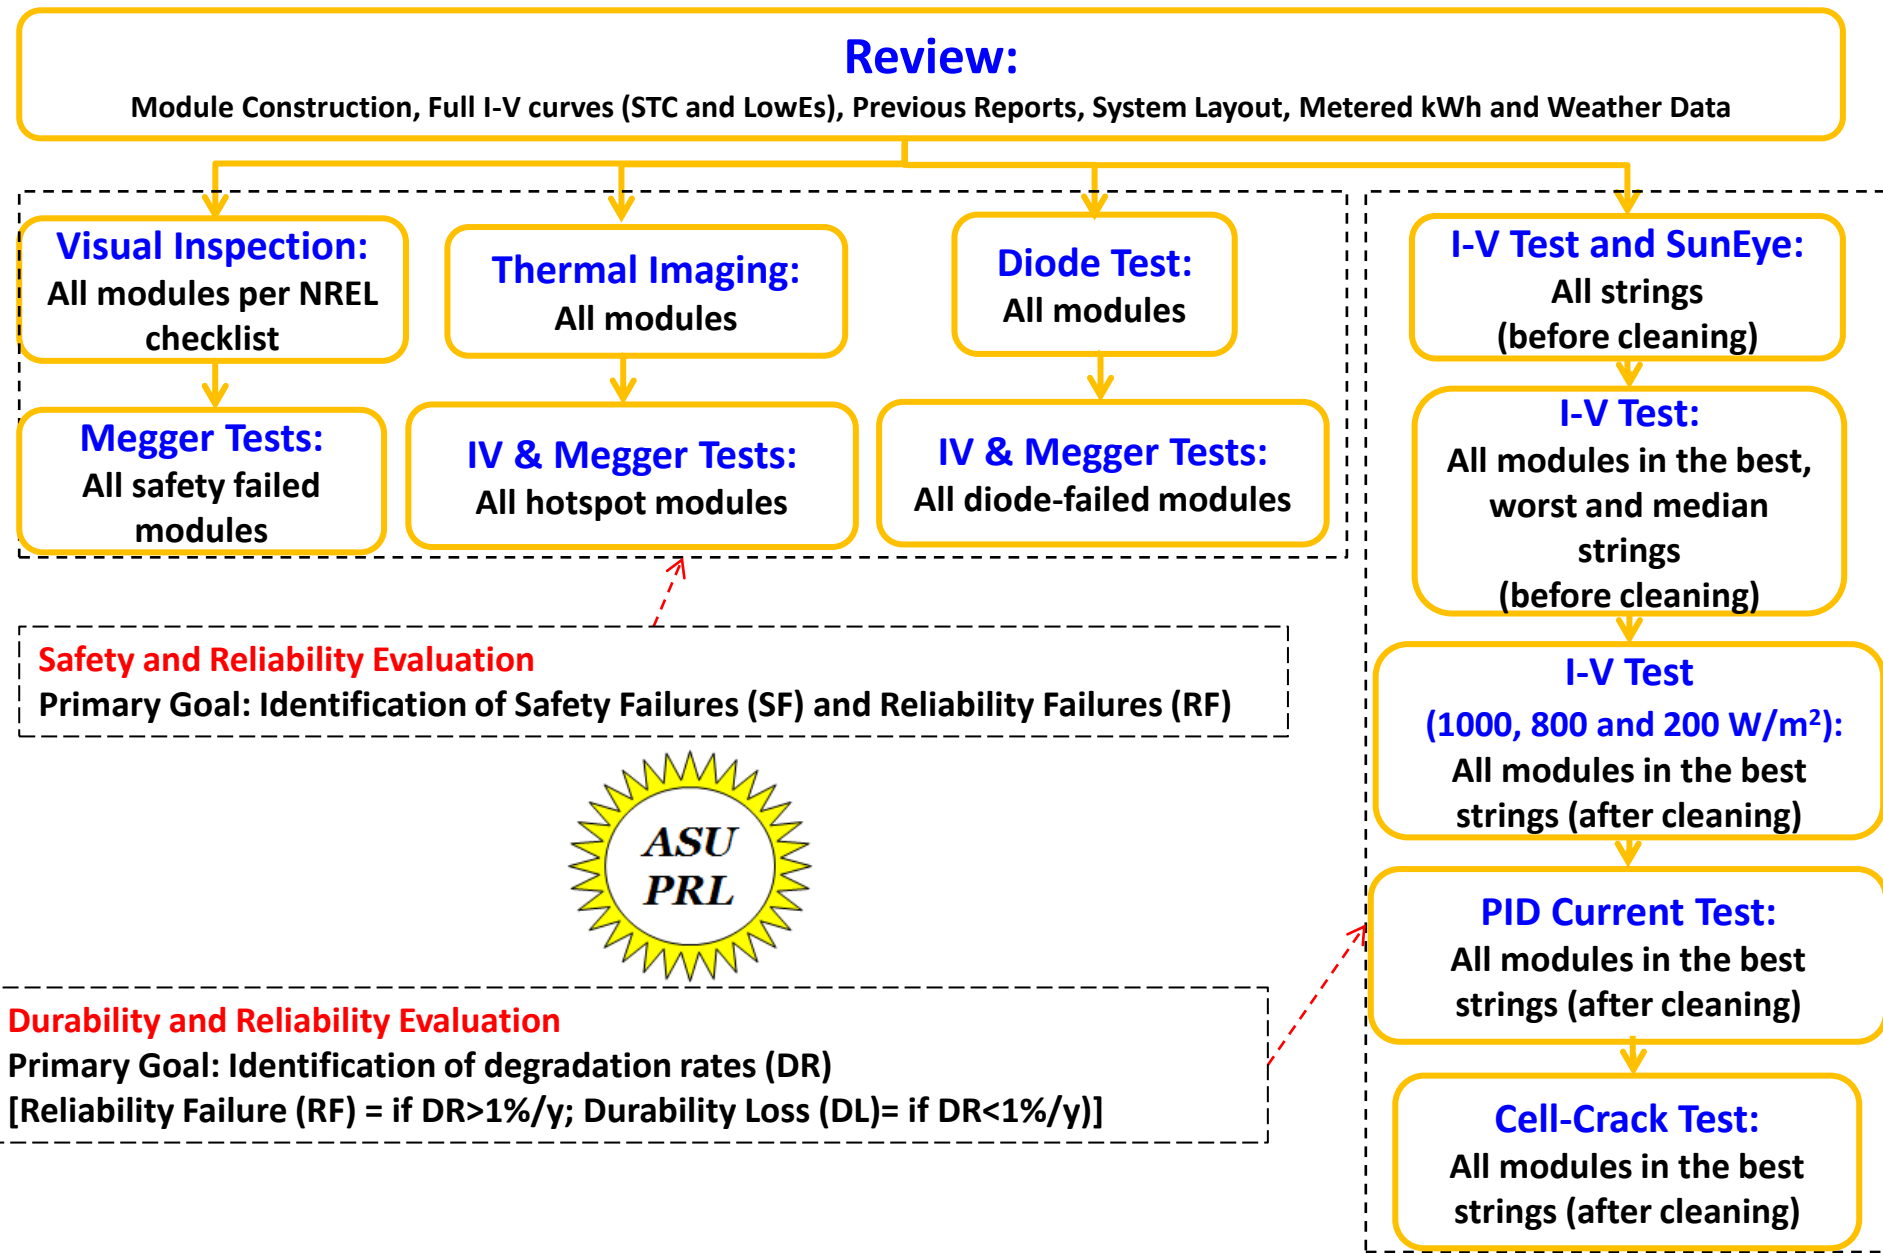 Review:
Module Construction, Full I-V curves (STC and LowEs), Previous Reports, System Layout, Metered kWh and Weather Data
Visual Inspection:
All modules per NREL
checklist
Thermal Imaging:
All modules
Diode Test:
All modules
I-V Test and SunEye:
All strings
(before cleaning)
Megger Tests:
All safety failed
modules
IV & Megger Tests:
All hotspot modules
IV & Megger Tests:
All diode-failed modules
I-V Test:
All modules in the best,
worst and median
strings
(before cleaning)
Safety and Reliability Evaluation
Primary Goal: Identification of Safety Failures (SF) and Reliability Failures (RF)
I-V Test
(1000, 800 and 200 W/m²):
All modules in the best
strings (after cleaning)
ASU
PRL
PID Current Test:
All modules in the best
strings (after cleaning)
Durability and Reliability Evaluation
Primary Goal: Identification of degradation rates (DR)
[Reliability Failure (RF) = if DR>1%/y; Durability Loss (DL)= if DR<1%/y)]
Cell-Crack Test:
All modules in the best
strings (after cleaning)